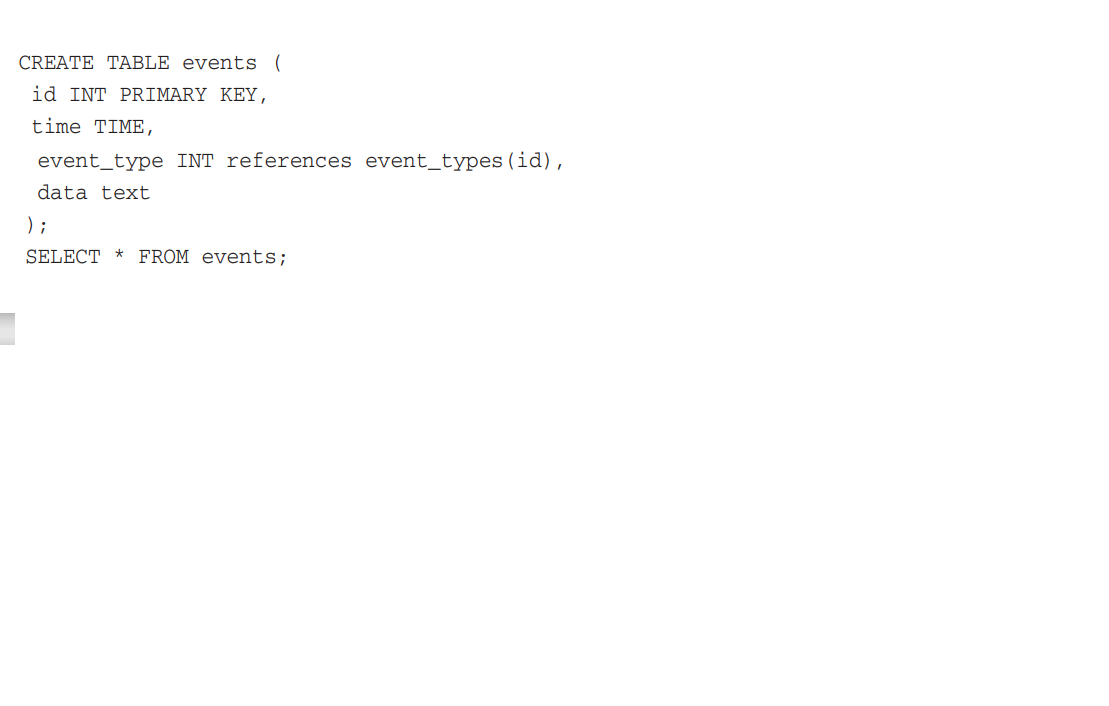 CREATE TABLE events (
id INT PRIMARY KEY,
time TIME,
event_type INT references event_types(id),
data text
);
SELECT * FROM events;